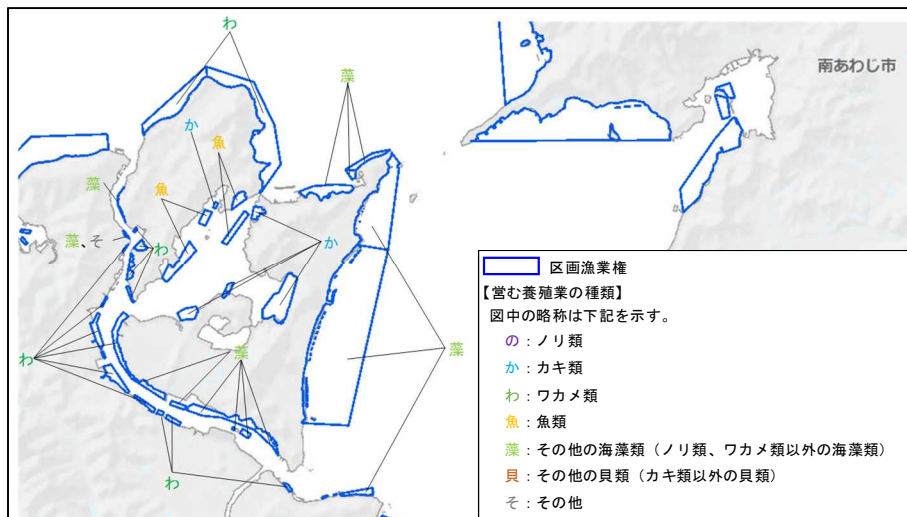 わ
藻
南あわじ市
か
魚
藻
魚
藻、そ
わ
か
わ
藻
藻
わ
区画漁業権
【営む養殖業の種類】
図中の略称は下記を示す。
の：ノリ類
か：カキ類
わ：ワカメ類
魚：魚類
藻：その他の海藻類（ノリ類、ワカメ類以外の海藻類）
貝：その他の貝類（カキ類以外の貝類）
そ：その他